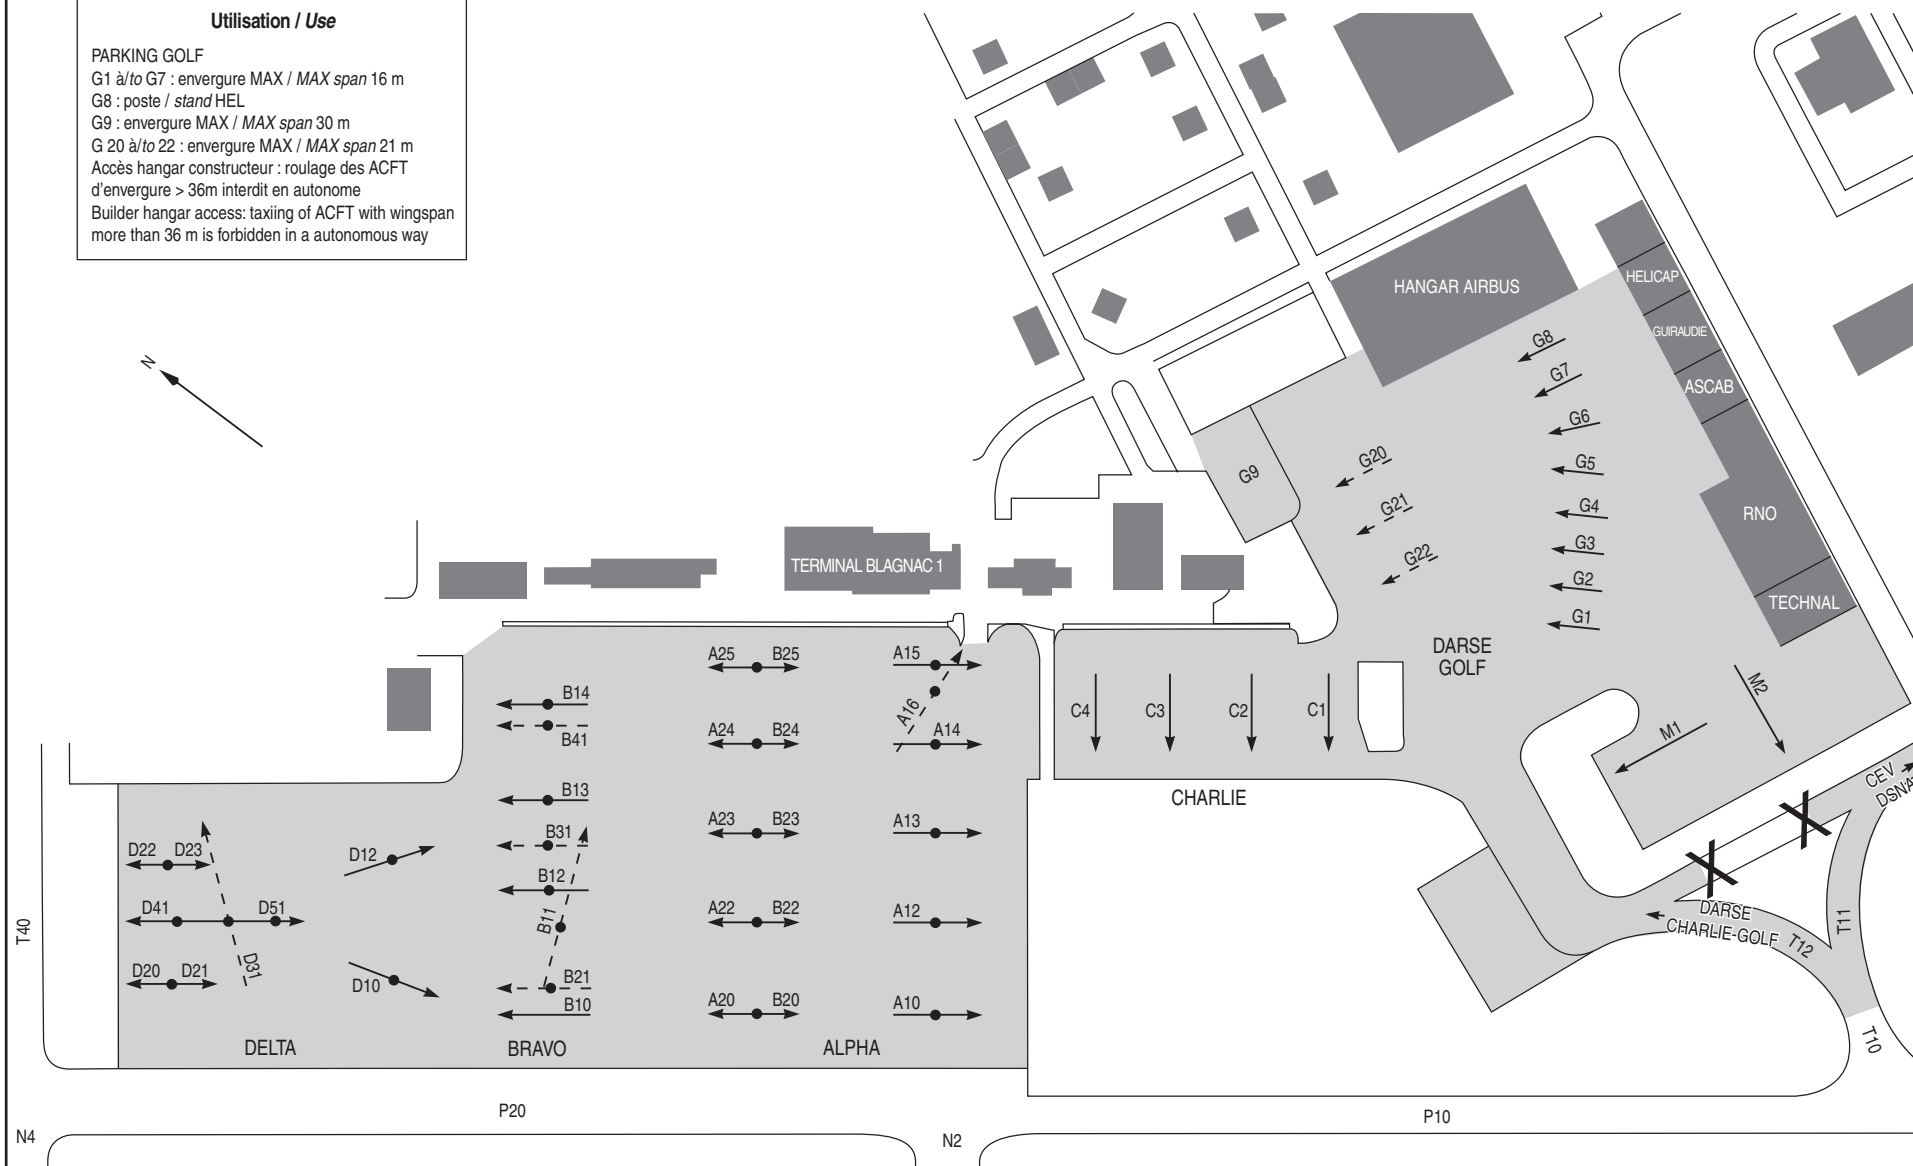 Utilisation / Use
PARKING GOLF
G1 à/to G7 : envergure MAX / MAX span 16 m
G8 : poste / stand HEL
G9 : envergure MAX / MAX span 30 m
G 20 à/to 22 : envergure MAX / MAX span 21 m
Accès hangar constructeur : roulage des ACFT
d'envergure > 36m interdit en autonome
Builder hangar access: taxiing of ACFT with wingspan
more than 36 m is forbidden in a autonomous way
N
HANGAR AIRBUS
HELICAP
GUIRAUDIE
ASCAB
RNO
TECHNAL
G8
G7
G6
G5
G4
G3
G2
G1
G20
G21
G22
G9
TERMINAL BLAGNAC 1
DARSE
GOLF
M2
M1
A25 B25
A15
A16
A14
A24 B24
A23 B23
A13
A22 B22
A12
A20 B20
A10
B14
B41
B13
B31
B12
B11
B21
B10
C4
C3
C2
C1
CHARLIE
D22 D23
D12
D41
D51
D20 D21
D31
D10
DELTA
BRAVO
ALPHA
CEV
DSNA
DARSE
CHARLIE-GOLF
T12
T11
T10
T40
P20
P10
N4
N2